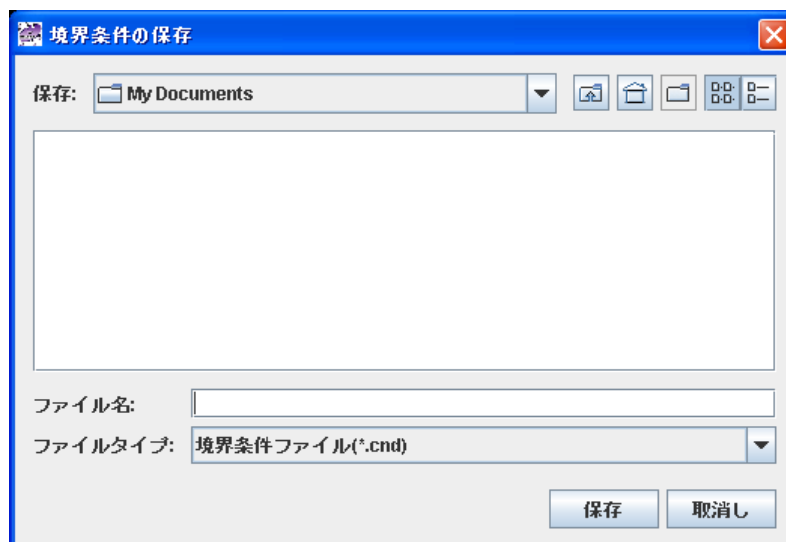 境界条件の保存
保存: My Documents
ファイル名:
ファイルタイプ: 境界条件ファイル(*.cnd)
保存 取消し